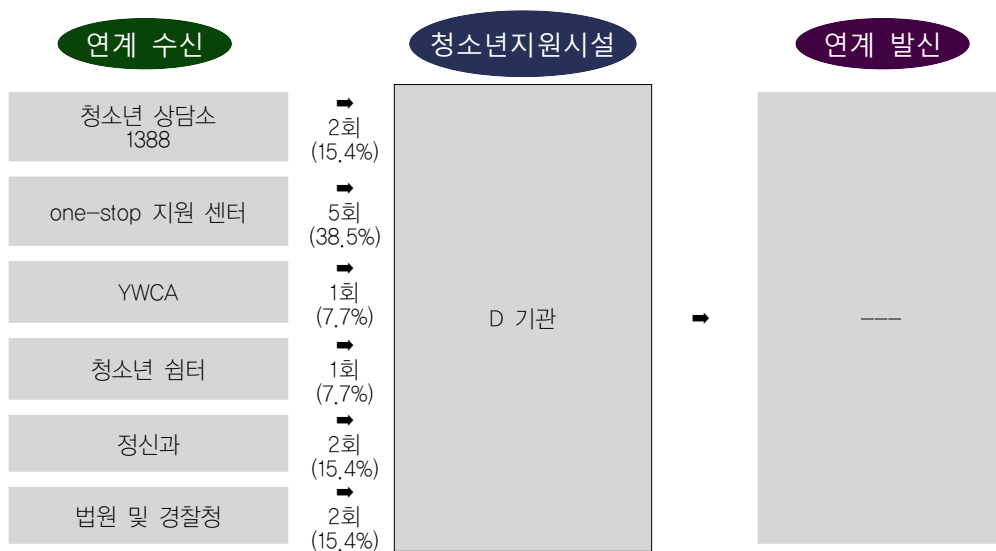 연계 수신
청소년지원시설
연계 발신
청소년 상담소
1388
➡
2회
(15.4%)
one-stop 지원 센터
➡
5회
(38.5%)
YWCA
➡
1회
(7.7%)
청소년 쉼터
➡
1회
(7.7%)
정신과
➡
2회
(15.4%)
법원 및 경찰청
➡
2회
(15.4%)
D 기관
➡
---